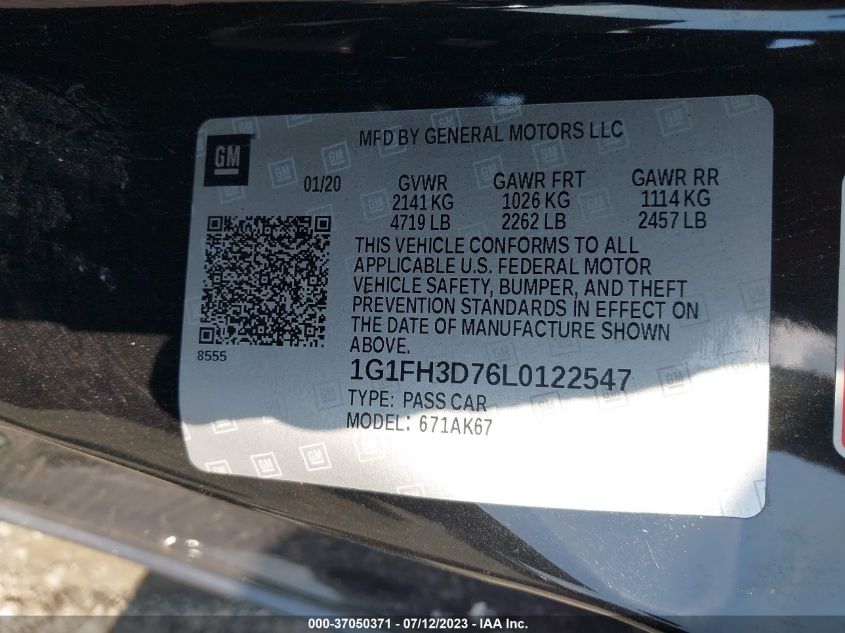 MFD BY GENERAL MOTORS LLC
GM
01/20 GVWR GAWR FRT GAWR RR
2141 KG 1026 KG 1114 KG
4719 LB 2262 LB 2457 LB
THIS VEHICLE CONFORMS TO ALL
APPLICABLE U.S. FEDERAL MOTOR
VEHICLE SAFETY, BUMPER, AND THEFT
PREVENTION STANDARDS IN EFFECT ON
THE DATE OF MANUFACTURE SHOWN
ABOVE.
8555
1G1FH3D76L0122547
TYPE: PASS CAR
MODEL: 671AK67
000-37050371 - 07/12/2023 - 1G1FH3D76L0122547